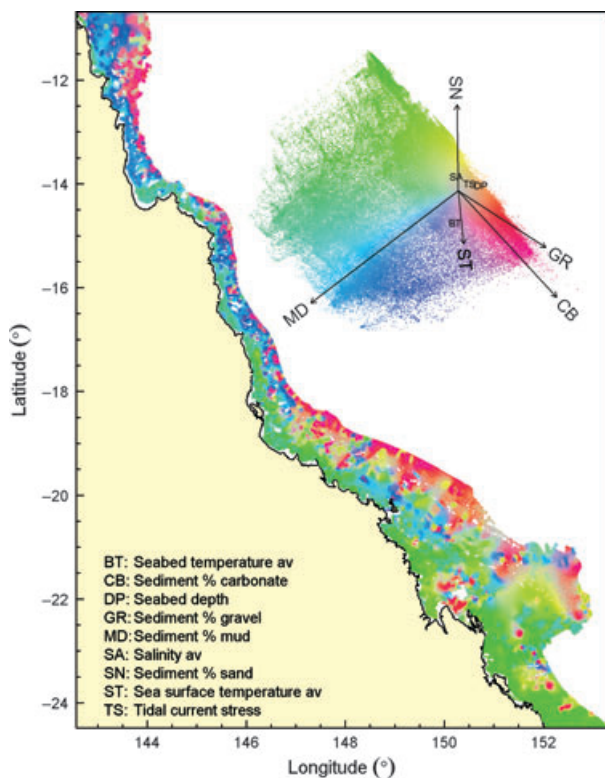 −12
−14
−16
−18
−20
−22
−24
Latitude (°)
SN
SA
TS DP
BT
ST
GR
CB
MD
BT: Seabed temperature av
CB: Sediment % carbonate
DP: Seabed depth
GR: Sediment % gravel
MD: Sediment % mud
SA: Salinity av
SN: Sediment % sand
ST: Sea surface temperature av
TS: Tidal current stress
144 146 148 150 152
Longitude (°)